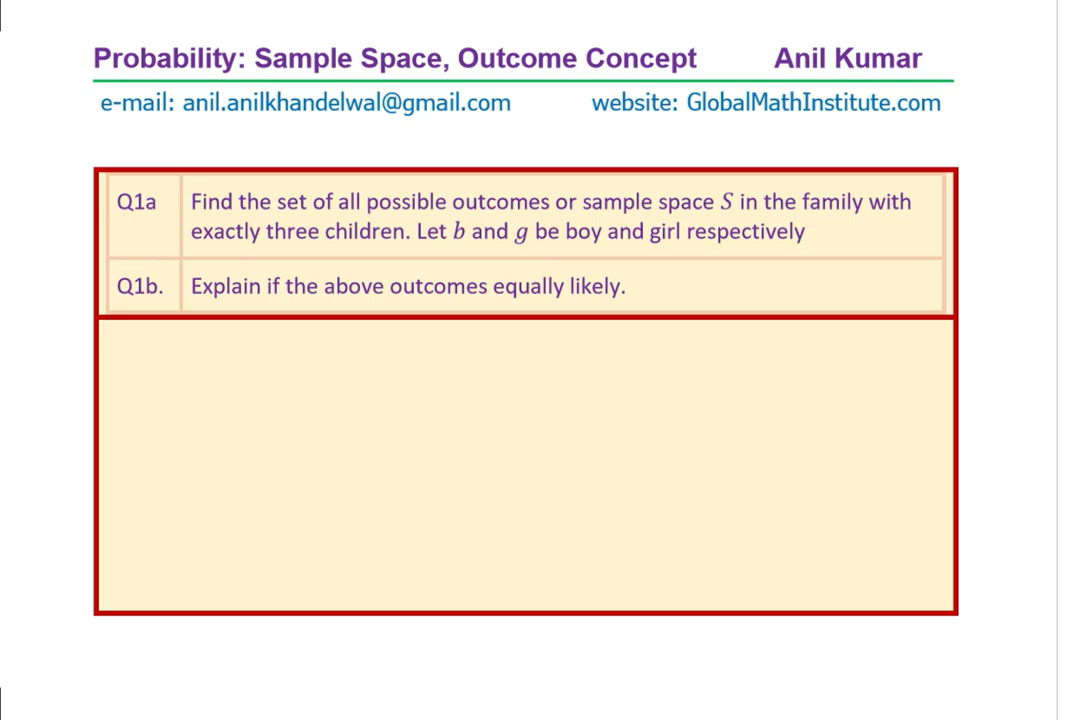 Probability: Sample Space, Outcome Concept Anil Kumar
e-mail: anil.anilkhandelwal@gmail.com website: GlobalMathInstitute.com
Q1a Find the set of all possible outcomes or sample space S in the family with
exactly three children. Let b and g be boy and girl respectively
Q1b. Explain if the above outcomes equally likely.